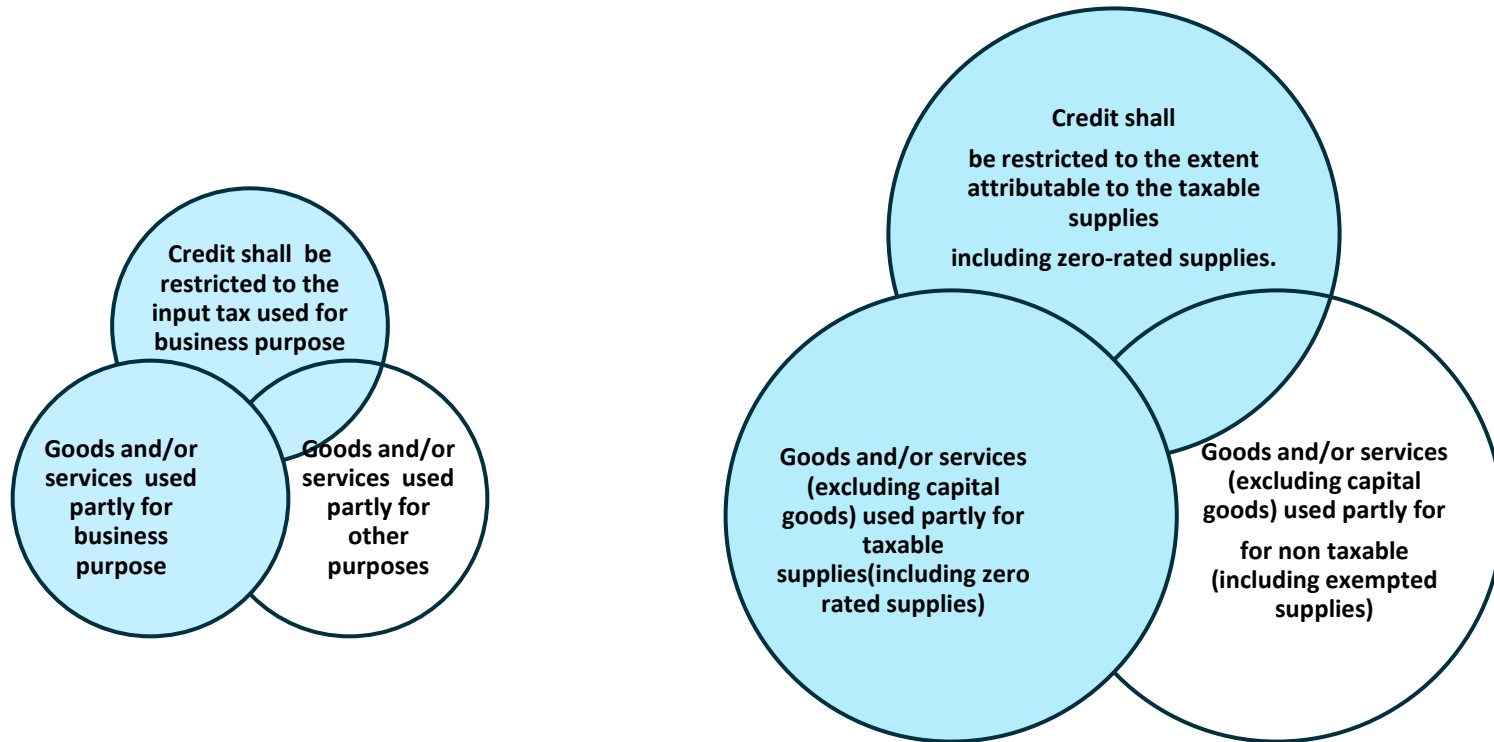 Credit shall be
restricted to the
input tax used for
business purpose
Goods and/or
services used
partly for
business
purpose
Goods and/or
services used
partly for
other
purposes
Credit shall
be restricted to the extent
attributable to the taxable
supplies
including zero-rated supplies.
Goods and/or services
(excluding capital
goods) used partly for
taxable
supplies(including zero
rated supplies)
Goods and/or services
(excluding capital
goods) used partly for
for non taxable
(including exempted
supplies)